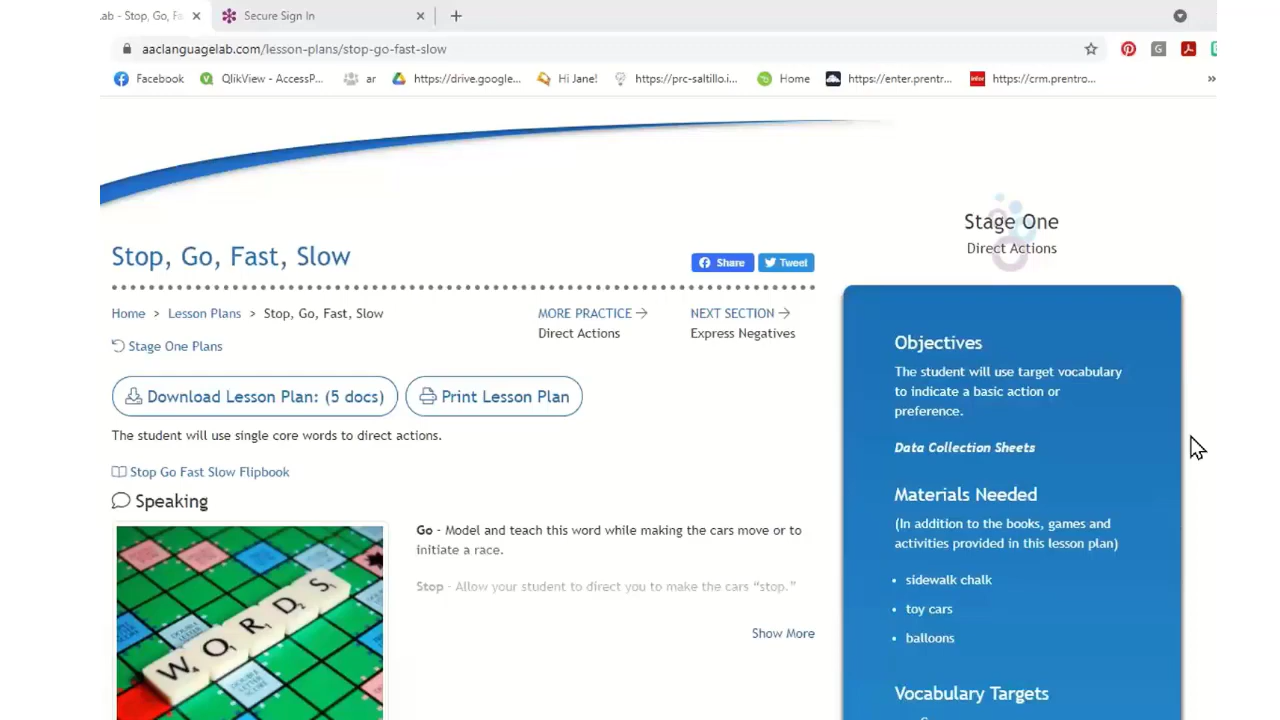 ab - Stop, Go, Fa
Secure Sign In
aaclanguagelab.com/lesson-plans/stop-go-fast-slow
Facebook
QlikView - AccessP...
ar
https://drive.google...
Hi Jane!
https://prc-saltillo.i...
Home
https://enter.prentr...
https://crm.prentro...
»
Stage One
Direct Actions
Stop, Go, Fast, Slow
Share
Tweet
Home > Lesson Plans > Stop, Go, Fast, Slow
MORE PRACTICE →
Direct Actions
NEXT SECTION →
Express Negatives
Stage One Plans
Download Lesson Plan: (5 docs)
Print Lesson Plan
The student will use single core words to direct actions.
Stop Go Fast Slow Flipbook
Speaking
WORDS
DOUBLE LETTER SCORE
Go - Model and teach this word while making the cars move or to
initiate a race.
Stop - Allow your student to direct you to make the cars “stop.”
Show More
Objectives
The student will use target vocabulary
to indicate a basic action or
preference.
Data Collection Sheets
Materials Needed
(In addition to the books, games and
activities provided in this lesson plan)
• sidewalk chalk
• toy cars
• balloons
Vocabulary Targets